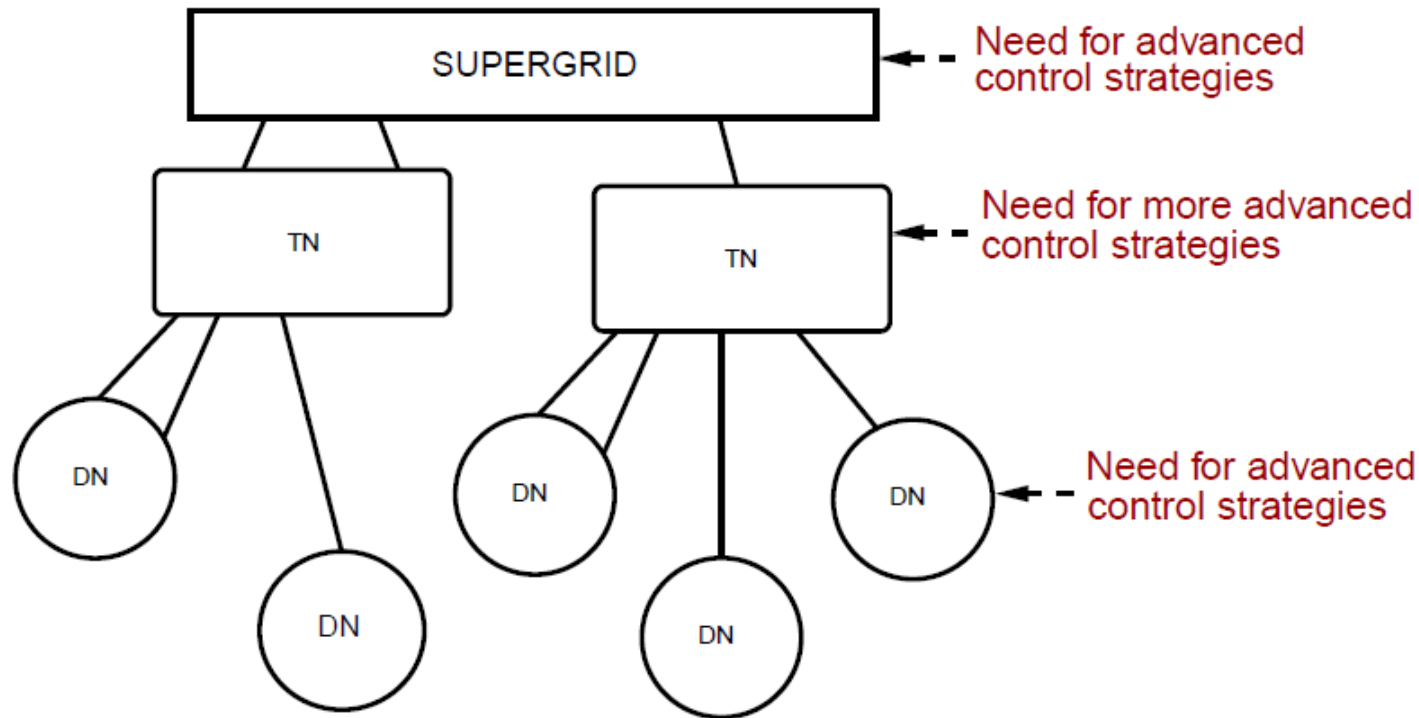 SUPERGRID
Need for advanced
control strategies
TN
TN
Need for more advanced
control strategies
DN
DN
DN
Need for advanced
control strategies
DN
DN